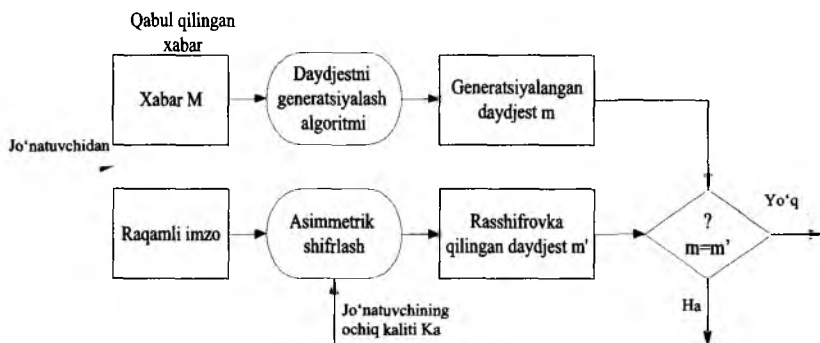 Qabul qilingan
xabar
Xabar M
Daydjestni
generatsiyalash
algoritmi
Generatsiyalangan
daydjest m
Jo‘natuvchidan
Raqamli imzo
Asimmetrik
shifrlash
Rasshifrovka
qilingan daydjest m'
?
m=m’
Yo‘q
Ha
Jo‘natuvchining
ochiq kaliti Ka